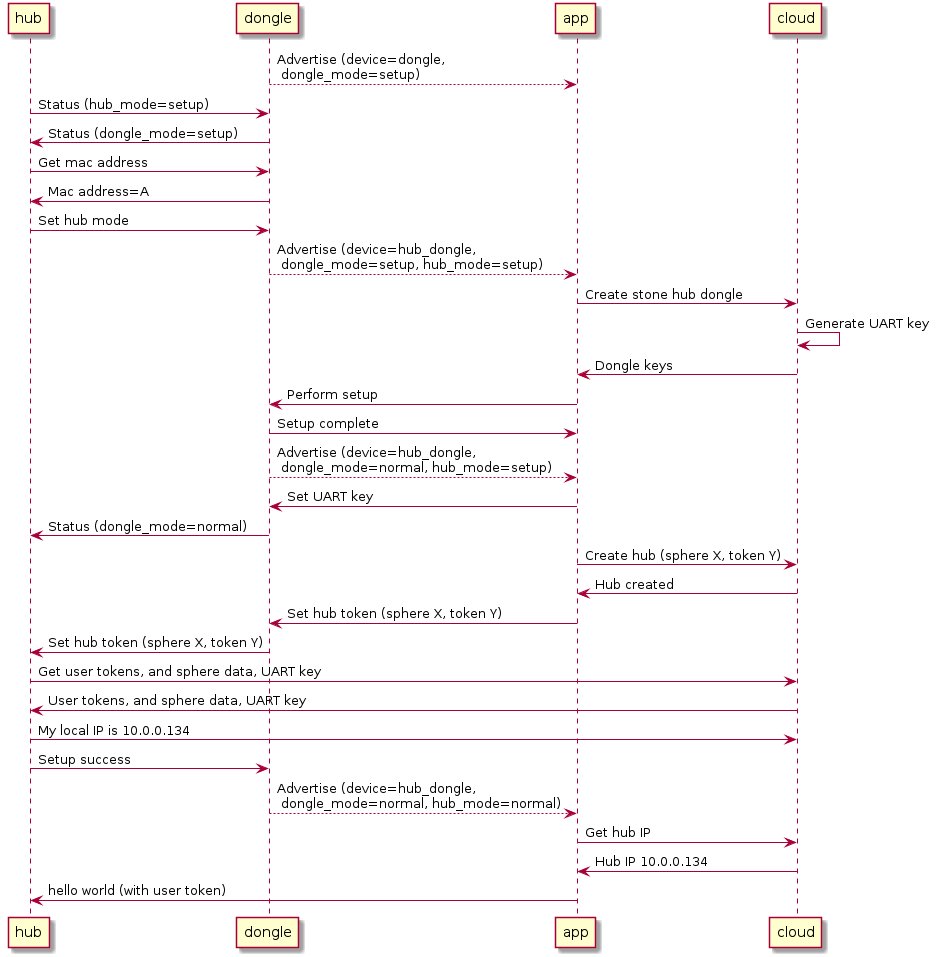 hub
dongle
app
cloud
Advertise (device=dongle,
dongle_mode=setup)
Status (hub_mode=setup)
Status (dongle_mode=setup)
Get mac address
Mac address=A
Set hub mode
Advertise (device=hub_dongle,
dongle_mode=setup, hub_mode=setup)
Create stone hub dongle
Generate UART key
Dongle keys
Perform setup
Setup complete
Advertise (device=hub_dongle,
dongle_mode=normal, hub_mode=setup)
Set UART key
Status (dongle_mode=normal)
Create hub (sphere X, token Y)
Hub created
Set hub token (sphere X, token Y)
Set hub token (sphere X, token Y)
Get user tokens, and sphere data, UART key
User tokens, and sphere data, UART key
My local IP is 10.0.0.134
Setup success
Advertise (device=hub_dongle,
dongle_mode=normal, hub_mode=normal)
Get hub IP
Hub IP 10.0.0.134
hello world (with user token)
hub
dongle
app
cloud